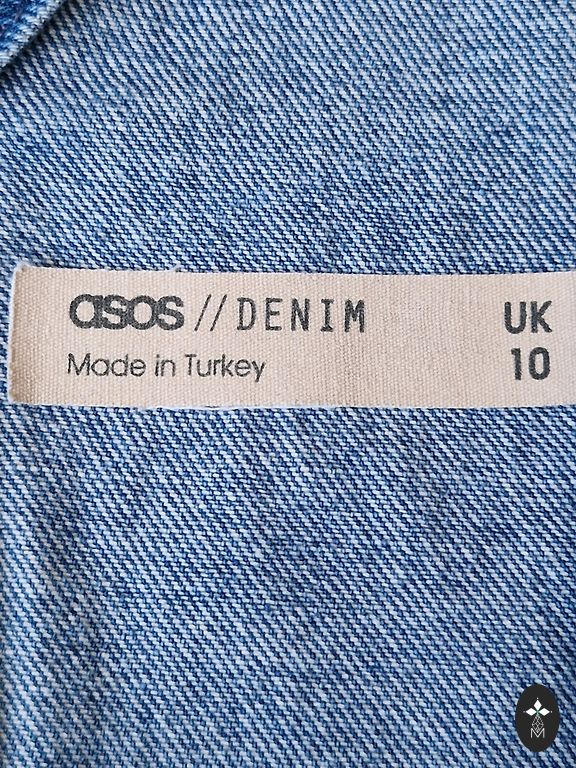 asos // DENIM UK
Made in Turkey 10
M